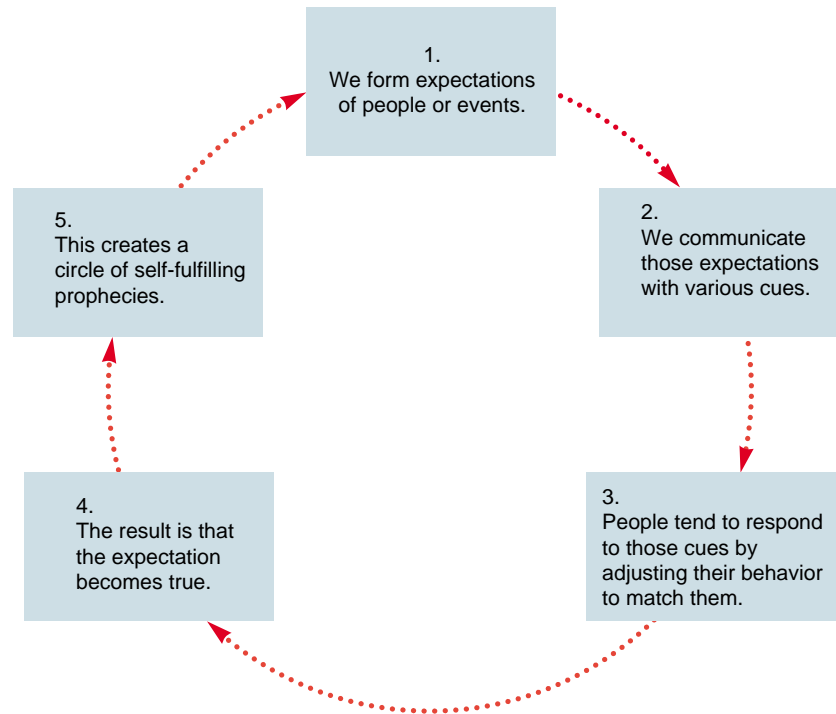 1.
We form expectations
of people or events.
2.
We communicate
those expectations
with various cues.
3.
People tend to respond
to those cues by
adjusting their behavior
to match them.
4.
The result is that
the expectation
becomes true.
5.
This creates a
circle of self-fulfilling
prophecies.